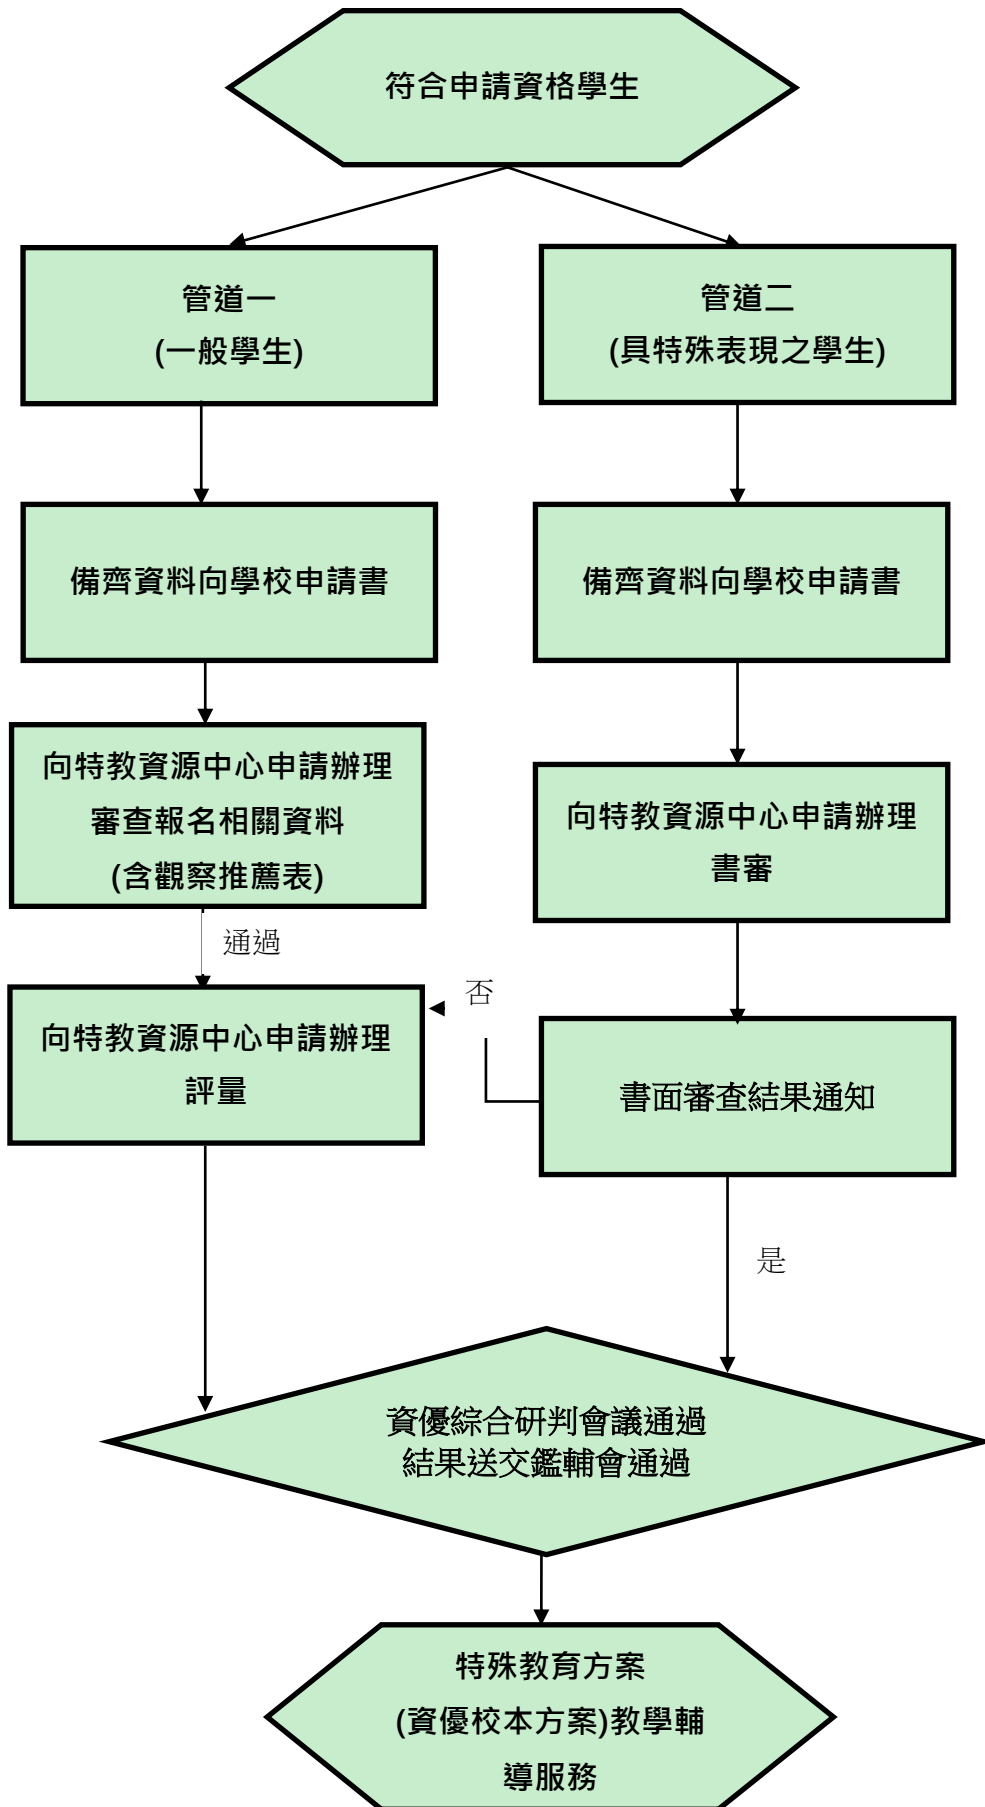 符合申請資格學生
管道一
(一般學生)
管道二
(具特殊表現之學生)
備齊資料向學校申請書
備齊資料向學校申請書
向特教資源中心申請辦理
審查報名相關資料
(含觀察推薦表)
向特教資源中心申請辦理
書審
通過
否
向特教資源中心申請辦理
評量
書面審查結果通知
是
資優綜合研判會議通過
結果送交鑑輔會通過
特殊教育方案
(資優校本方案)教學輔
導服務